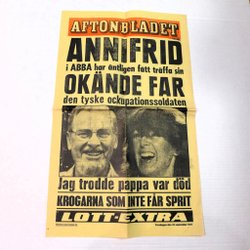 AFTONBLADET
ANNIFRID
i ABBA har äntligen fått träffa sin
OKÄNDE FAR
den tyske ockupationssoldaten
Jag trodde pappa var död
KROGARNA SOM INTE FÅR SPRIT
LOTT-EXTRA